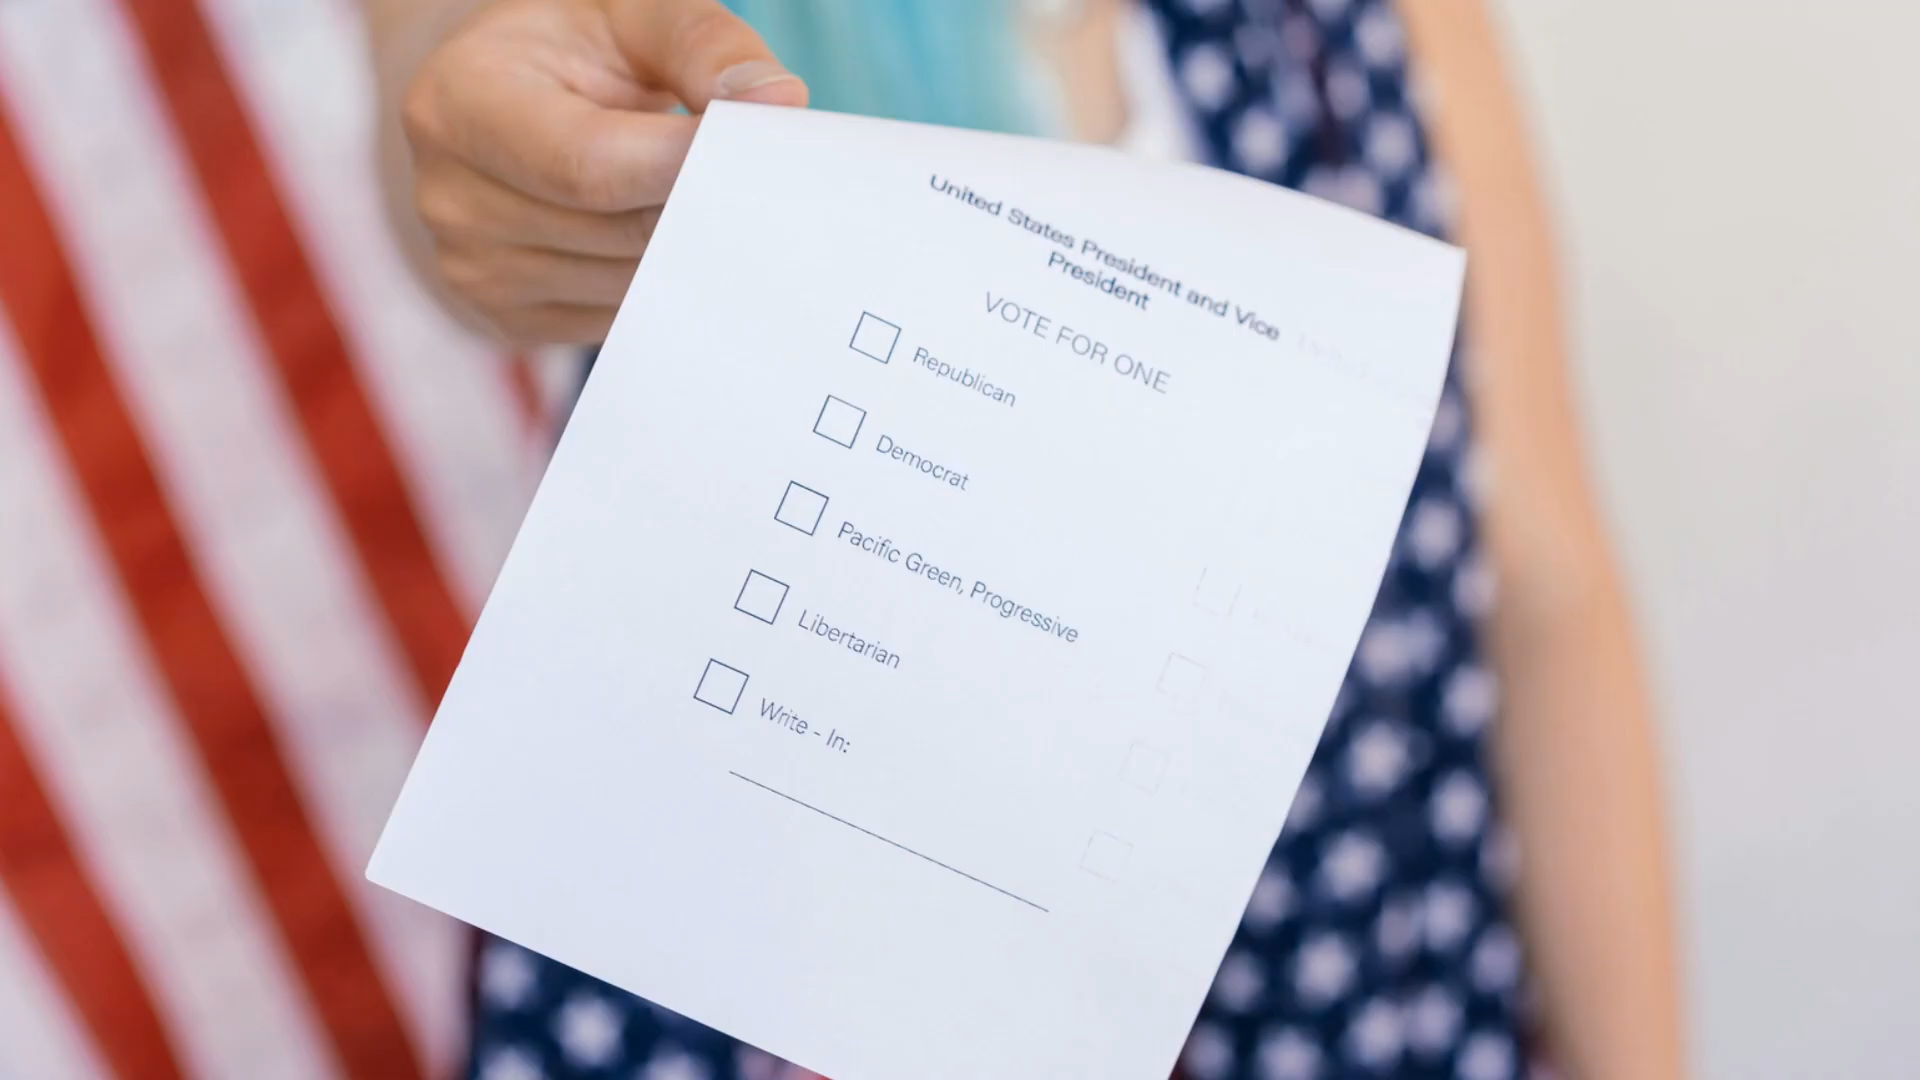 United States President and Vice
President
VOTE FOR ONE
Republican
Democrat
Pacific Green, Progressive
Libertarian
Write - In: